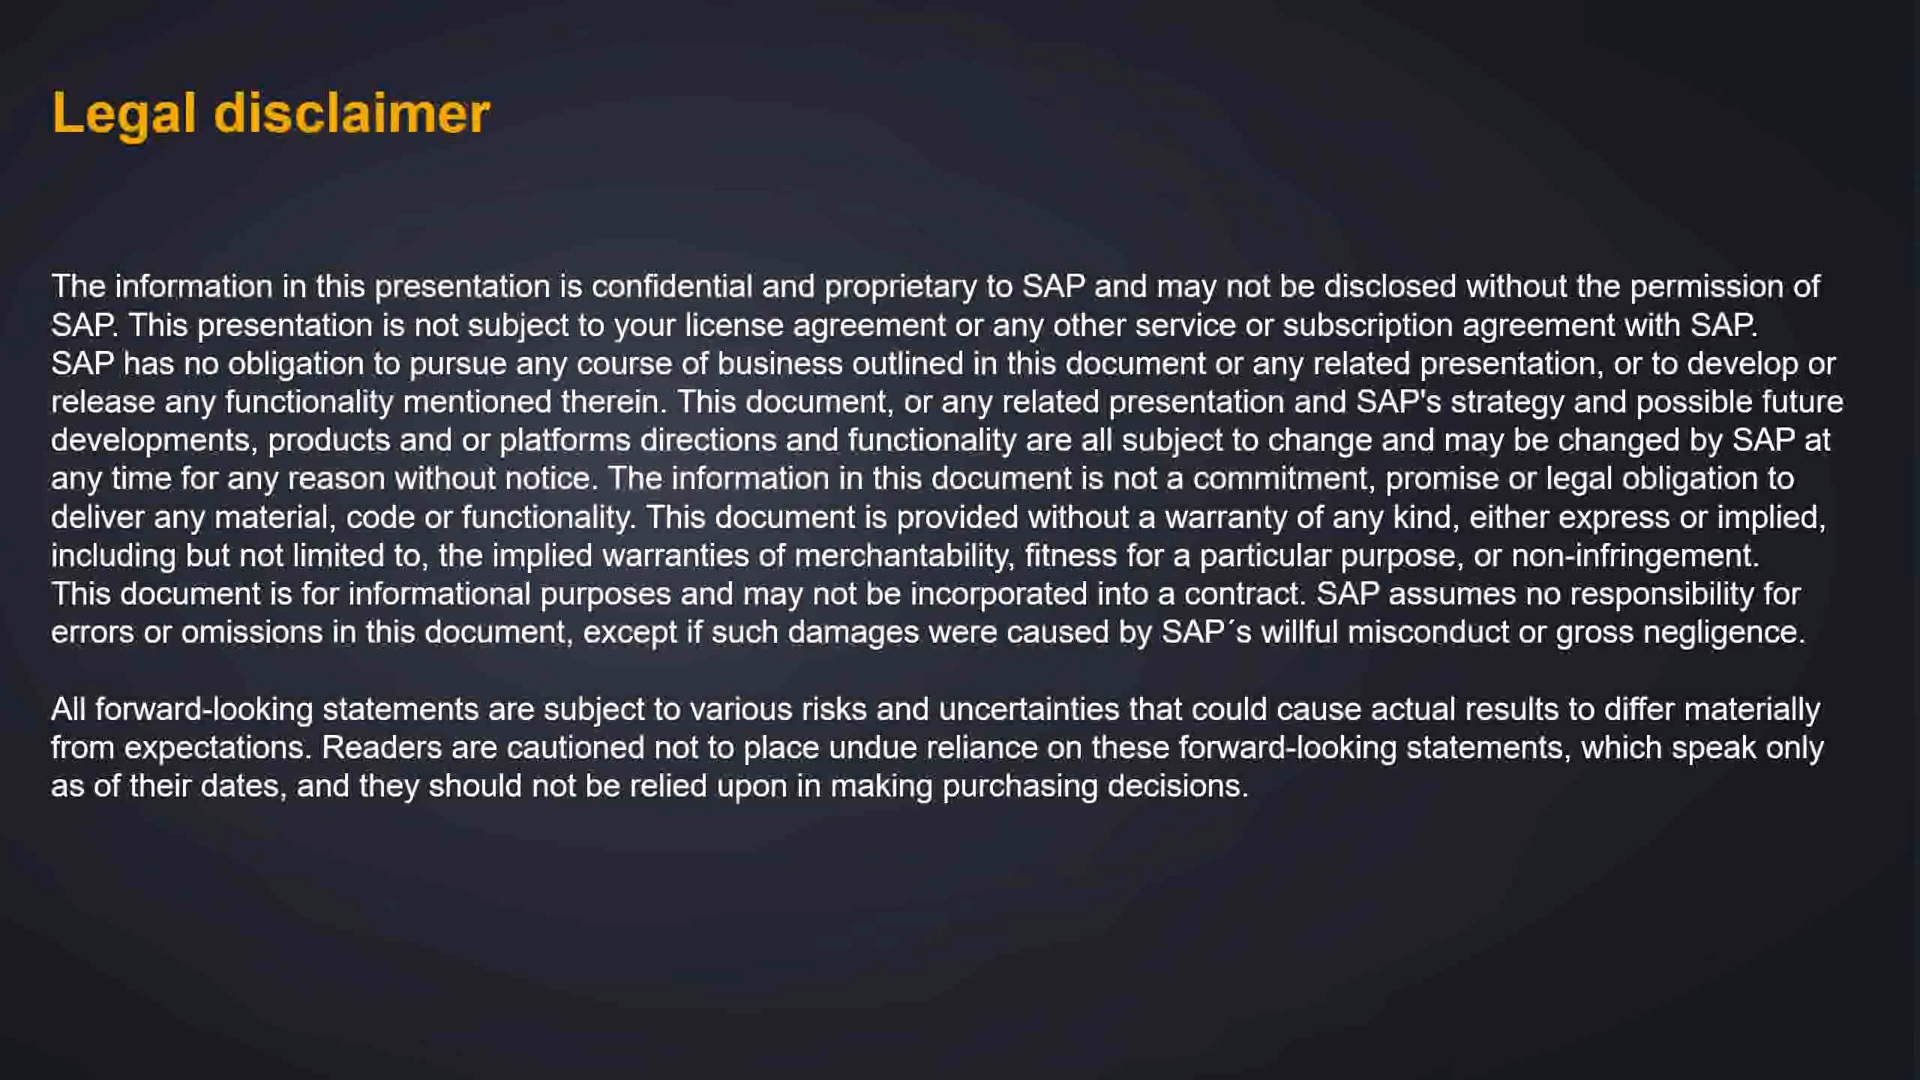 Legal disclaimer
The information in this presentation is confidential and proprietary to SAP and may not be disclosed without the permission of
SAP. This presentation is not subject to your license agreement or any other service or subscription agreement with SAP.
SAP has no obligation to pursue any course of business outlined in this document or any related presentation, or to develop or
release any functionality mentioned therein. This document, or any related presentation and SAP's strategy and possible future
developments, products and or platforms directions and functionality are all subject to change and may be changed by SAP at
any time for any reason without notice. The information in this document is not a commitment, promise or legal obligation to
deliver any material, code or functionality. This document is provided without a warranty of any kind, either express or implied,
including but not limited to, the implied warranties of merchantability, fitness for a particular purpose, or non-infringement.
This document is for informational purposes and may not be incorporated into a contract. SAP assumes no responsibility for
errors or omissions in this document, except if such damages were caused by SAP´s willful misconduct or gross negligence.
All forward-looking statements are subject to various risks and uncertainties that could cause actual results to differ materially
from expectations. Readers are cautioned not to place undue reliance on these forward-looking statements, which speak only
as of their dates, and they should not be relied upon in making purchasing decisions.